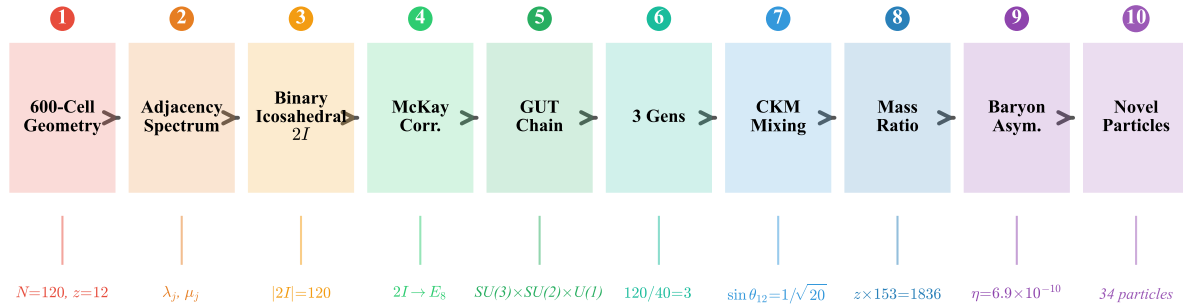 1 2 3 4 5 6 7 8 9 10
600-Cell
Geometry
Adjacency
Spectrum
Binary
Icosahedral
2I
McKay
Corr.
GUT
Chain
3 Gens
CKM
Mixing
Mass
Ratio
Baryon
Asym.
Novel
Particles
N=120, z=12
λⱼ, μⱼ
|2I|=120
2I→E₈
SU(3)×SU(2)×U(1)
120/40=3
sin θ₁₂=1/√20
z×153=1836
η=6.9×10⁻¹⁰
34 particles